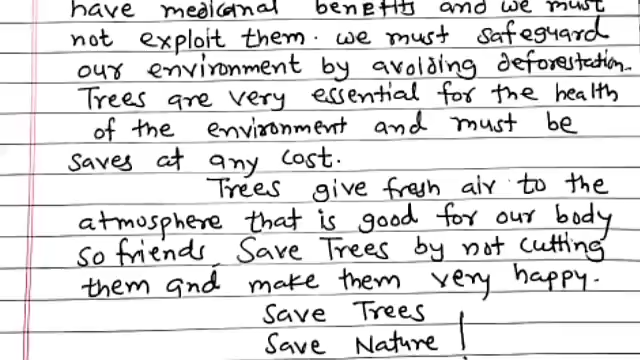 have medicinal benefits and we must
not exploit them. we must safeguard
our environment by avoiding deforestation.
Trees are very essential for the health
of the environment and must be
saves at any cost.
Trees give fresh air to the
atmosphere that is good for our body
so friends Save Trees by not cutting
them and make them very happy.
Save Trees
Save Nature